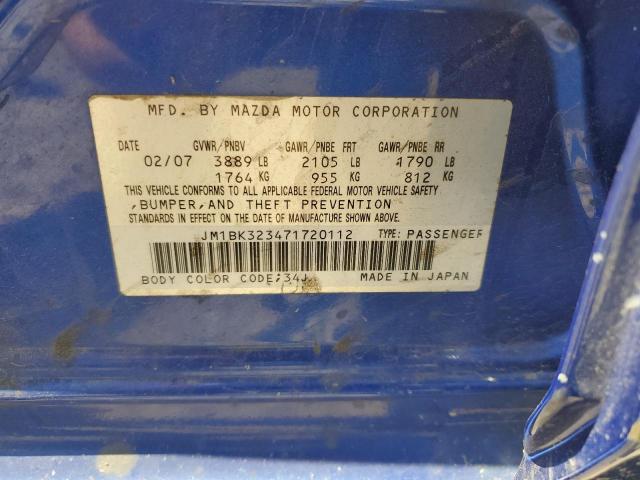 MFD. BY MAZDA MOTOR CORPORATION
DATE GVWR/PNBV GAWR/PNBE FRT GAWR/PNBE RR
02/07 3889 LB 2105 LB 1790 LB
1764 KG 955 KG 812 KG
THIS VEHICLE CONFORMS TO ALL APPLICABLE FEDERAL MOTOR VEHICLE SAFETY
,BUMPER,AND THEFT PREVENTION
STANDARDS IN EFFECT ON THE DATE OF MANUFACTURE SHOWN ABOVE.
JM1BK323471720112 TYPE: PASSENGER
BODY COLOR CODE;34J MADE IN JAPAN